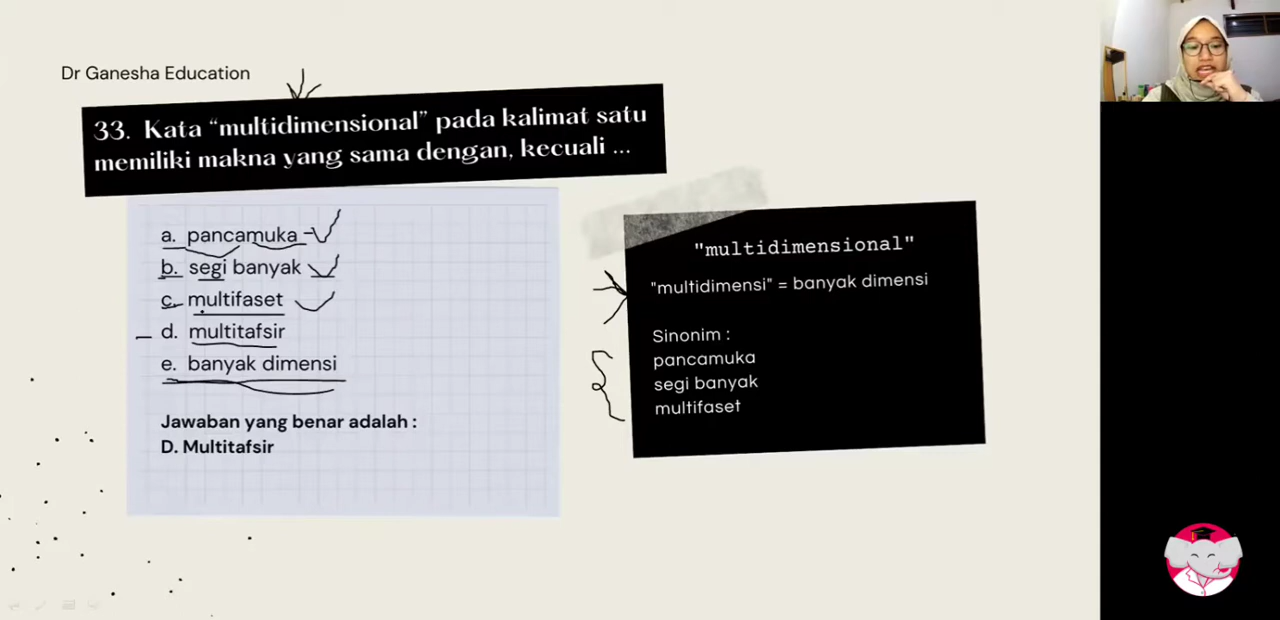 Dr Ganesha Education
33. Kata “multidimensional” pada kalimat satu
memiliki makna yang sama dengan, kecuali ...
a. pancamuka
b. segi banyak
c. multifaset
d. multitafsir
e. banyak dimensi
Jawaban yang benar adalah :
D. Multitafsir
"multidimensional"
"multidimensi" = banyak dimensi
Sinonim :
pancamuka
segi banyak
multifaset